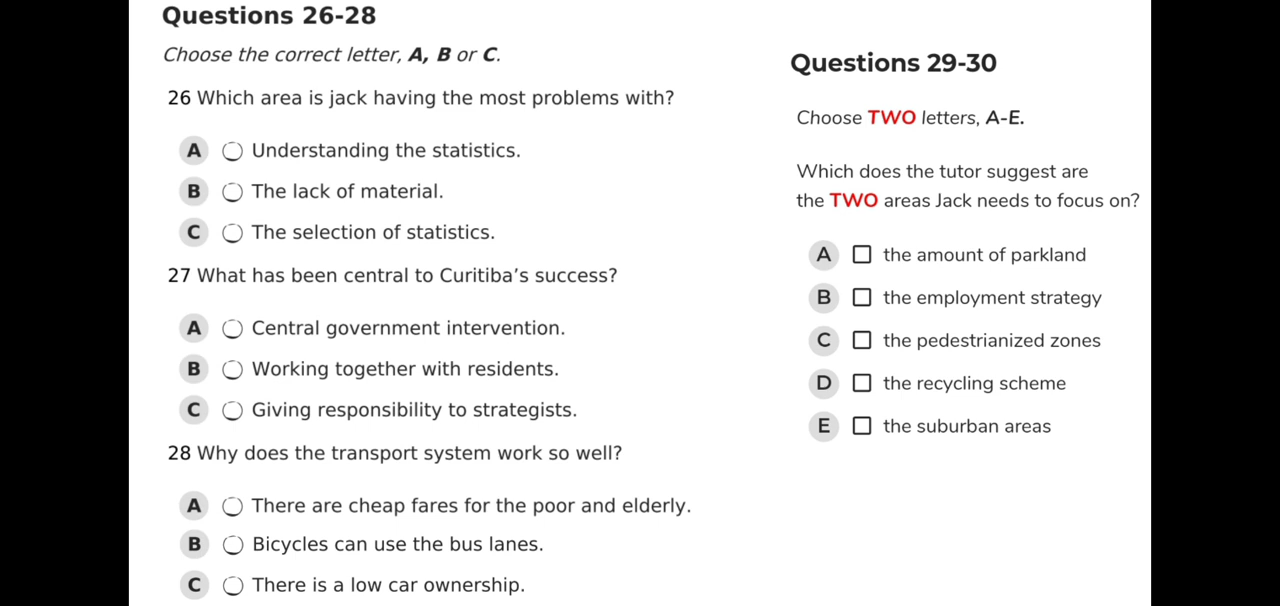 Questions 26-28
Choose the correct letter, A, B or C.
26 Which area is jack having the most problems with?
A Understanding the statistics.
B The lack of material.
C The selection of statistics.
27 What has been central to Curitiba’s success?
A Central government intervention.
B Working together with residents.
C Giving responsibility to strategists.
28 Why does the transport system work so well?
A There are cheap fares for the poor and elderly.
B Bicycles can use the bus lanes.
C There is a low car ownership.
Questions 29-30
Choose TWO letters, A-E.
Which does the tutor suggest are
the TWO areas Jack needs to focus on?
A the amount of parkland
B the employment strategy
C the pedestrianized zones
D the recycling scheme
E the suburban areas